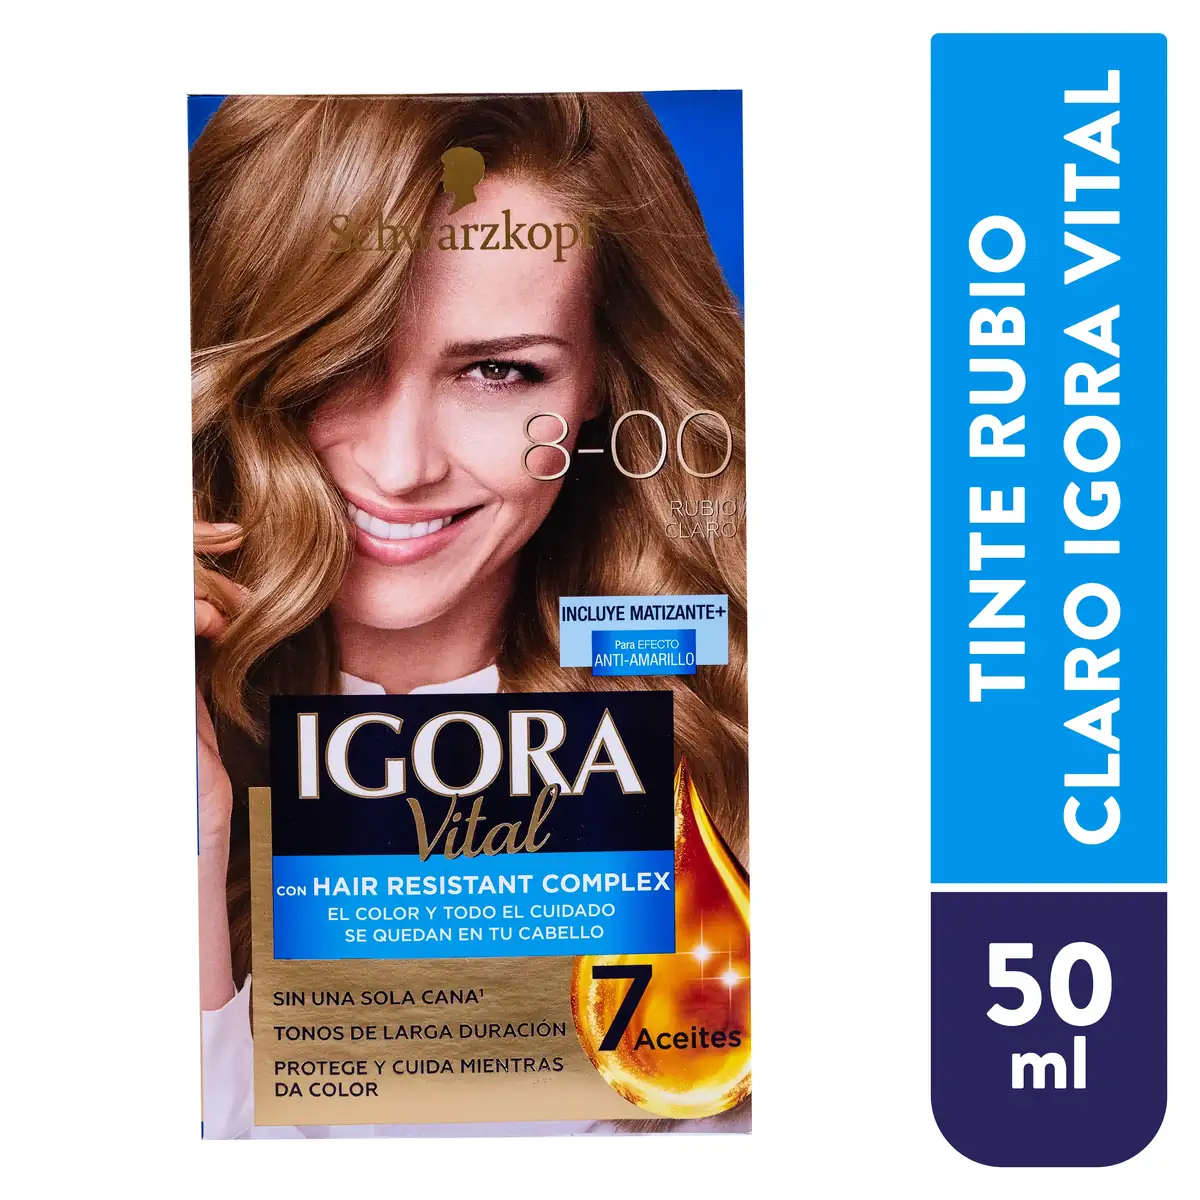 Schwarzkopf
8-00
RUBIO
CLARO
INCLUYE MATIZANTE+
Para EFECTO
ANTI-AMARILLO
IGORA
Vital
CON HAIR RESISTANT COMPLEX
EL COLOR Y TODO EL CUIDADO
SE QUEDAN EN TU CABELLO
SIN UNA SOLA CANA¹
TONOS DE LARGA DURACIÓN
PROTEGE Y CUIDA MIENTRAS
DA COLOR
7 Aceites
TINTE RUBIO
CLARO IGORA VITAL
50
ml